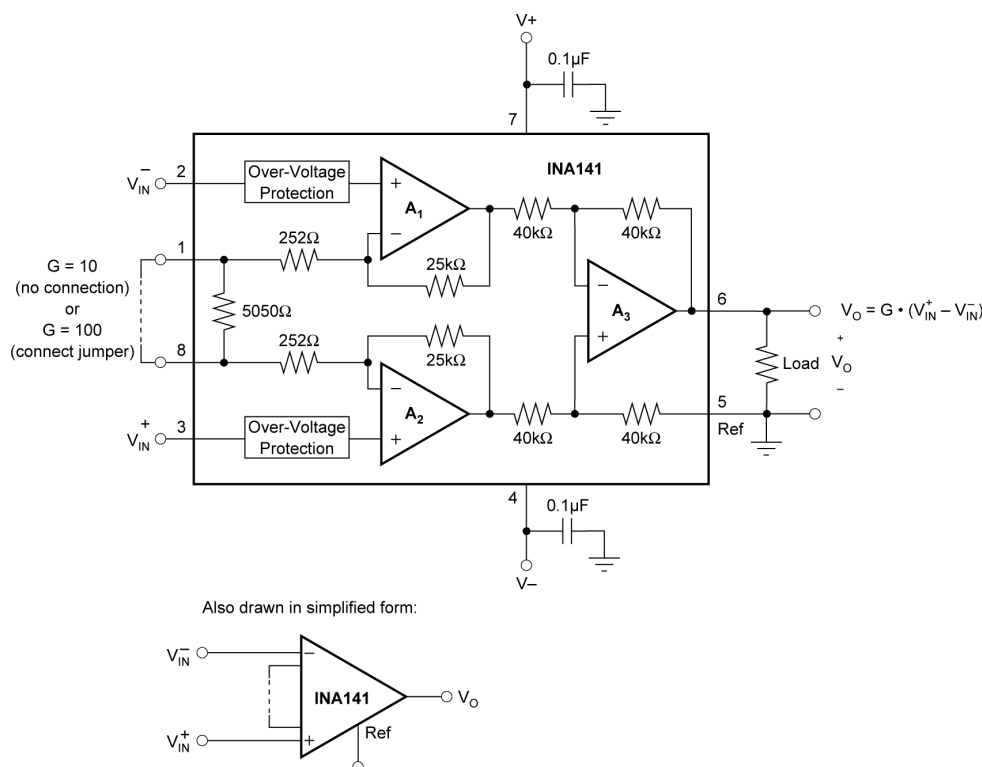 V+
0.1µF
7
INA141
V⁻IN
2
Over-Voltage
Protection
+
A1
−
40kΩ
40kΩ
1
252Ω
25kΩ
G = 10
(no connection)
or
G = 100
(connect jumper)
5050Ω
−
A3
+
6
VO = G • (V⁺IN – V⁻IN)
+
Load
VO
−
8
252Ω
25kΩ
−
A2
+
V⁺IN
3
Over-Voltage
Protection
40kΩ
40kΩ
5
Ref
4
0.1µF
V–
Also drawn in simplified form:
V⁻IN
−
INA141
VO
V⁺IN
+
Ref